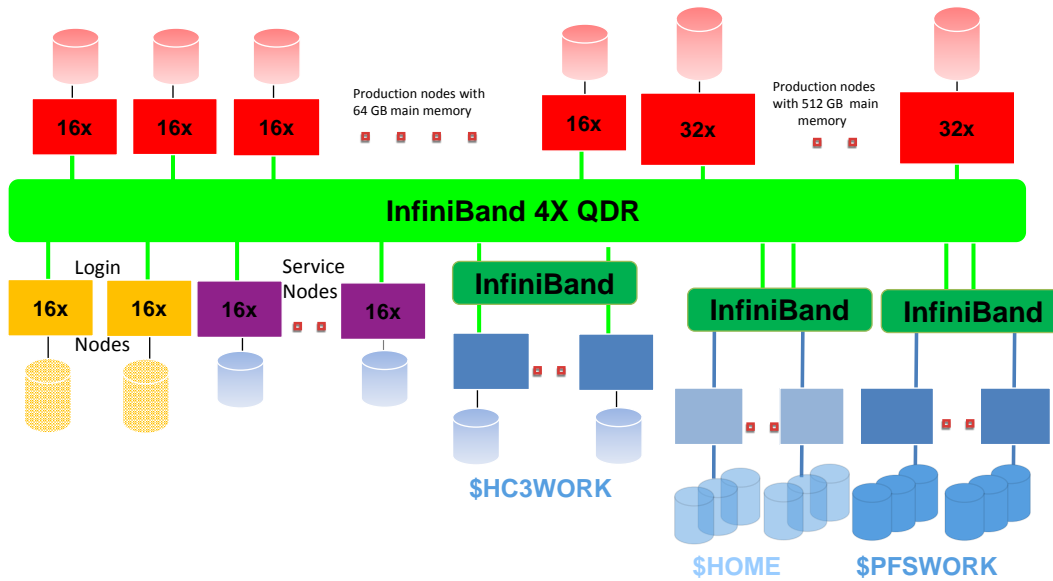 Production nodes with
64 GB main memory
Production nodes
with 512 GB main
memory
16x
16x
16x
16x
32x
32x
InfiniBand 4X QDR
Login
Service
Nodes
16x
16x
16x
16x
Nodes
InfiniBand
InfiniBand
InfiniBand
$HC3WORK
$HOME
$PFSWORK